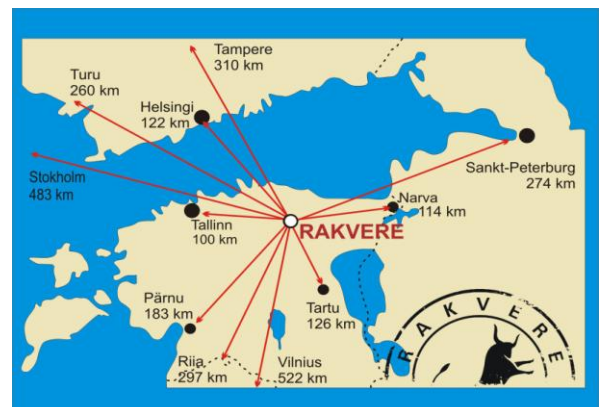 Tampere
310 km
Turu
260 km
Helsingi
122 km
Stokholm
483 km
Sankt-Peterburg
274 km
Narva
114 km
Tallinn
100 km
RAKVERE
Pärnu
183 km
Tartu
126 km
Riia
297 km
Vilnius
522 km
RAKVERE